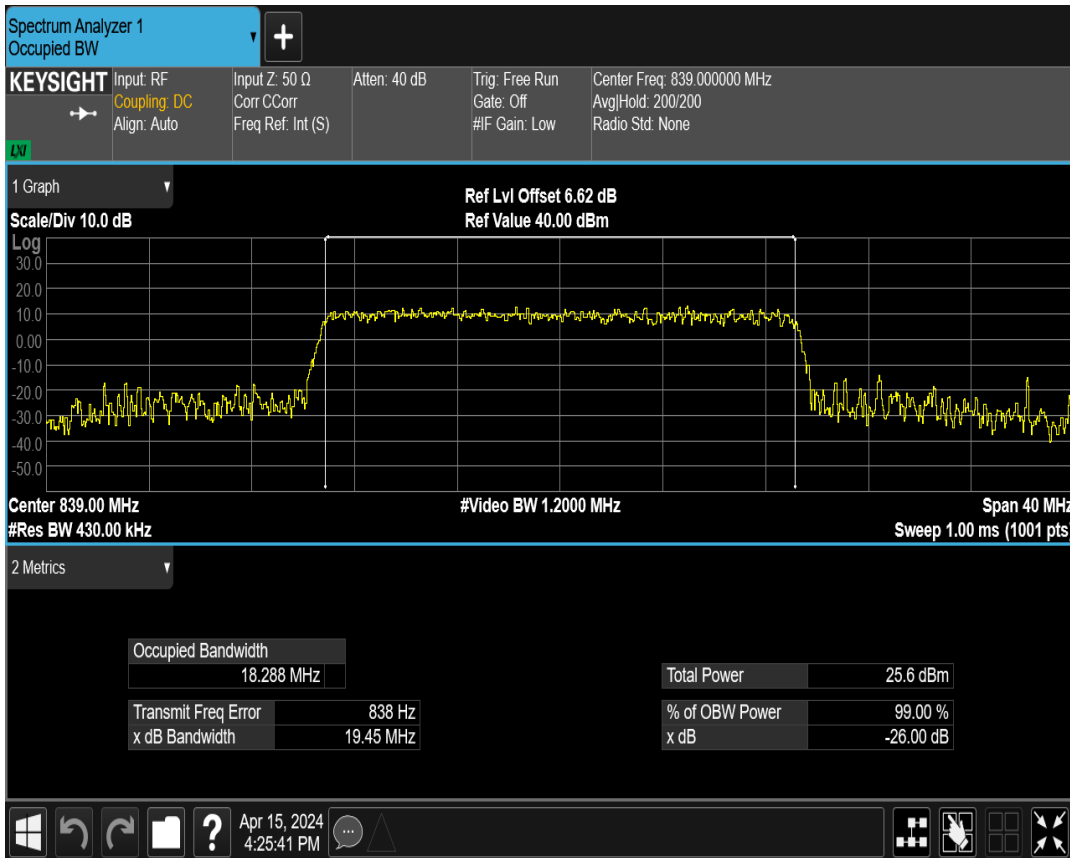 Spectrum Analyzer 1
Occupied BW
KEYSIGHT
LXI
Input: RF
Coupling: DC
Align: Auto
Input Z: 50 Ω
Corr CCorr
Freq Ref: Int (S)
Atten: 40 dB
Trig: Free Run
Gate: Off
#IF Gain: Low
Center Freq: 839.000000 MHz
Avg|Hold: 200/200
Radio Std: None
1 Graph
Ref Lvl Offset 6.62 dB
Scale/Div 10.0 dB
Ref Value 40.00 dBm
Log
30.0
20.0
10.0
0.00
-10.0
-20.0
-30.0
-40.0
-50.0
Center 839.00 MHz
#Video BW 1.2000 MHz
Span 40 MHz
#Res BW 430.00 kHz
Sweep 1.00 ms (1001 pts)
2 Metrics
Occupied Bandwidth
18.288 MHz
Total Power 25.6 dBm
Transmit Freq Error 838 Hz
% of OBW Power 99.00 %
x dB Bandwidth 19.45 MHz
x dB -26.00 dB
?
Apr 15, 2024
4:25:41 PM